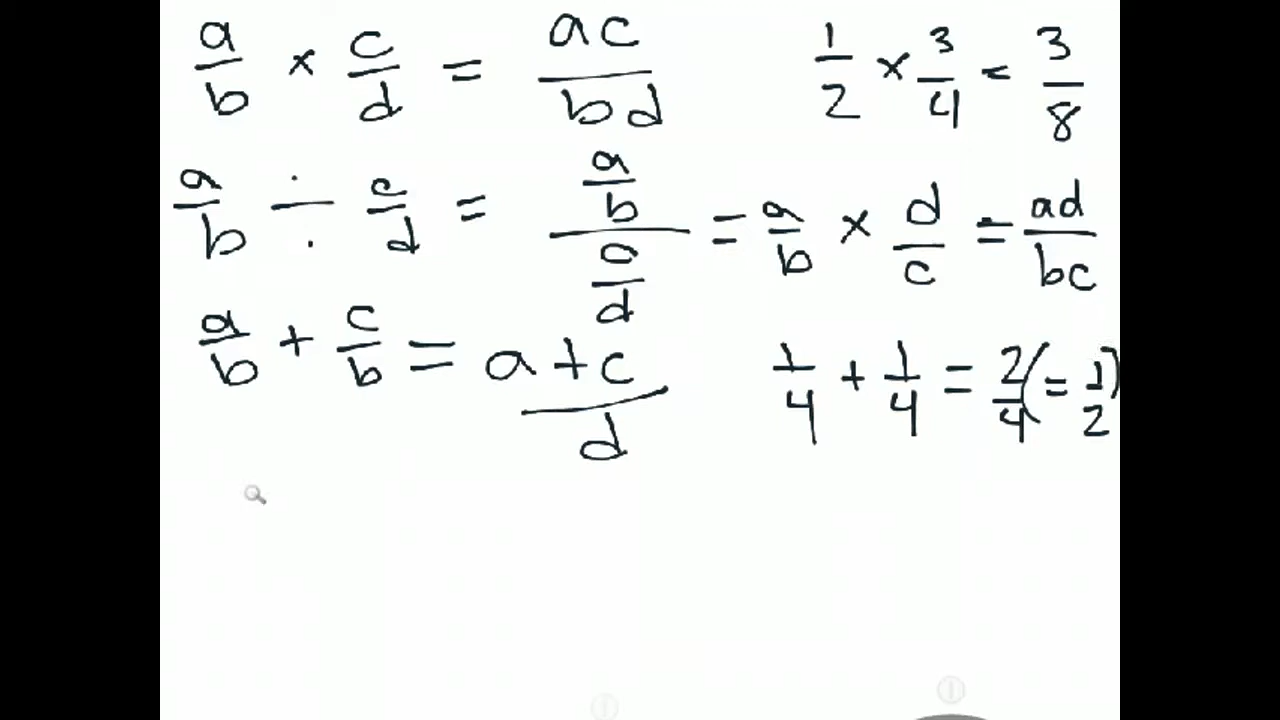 a/b × c/d = ac/bd 1/2 × 3/4 = 3/8
a/b ÷ c/d = (a/b)/(a/d) = a/b × d/c = ad/bc
a/b + c/b = a+c/d 1/4 + 1/4 = 2/4 (= 1/2)